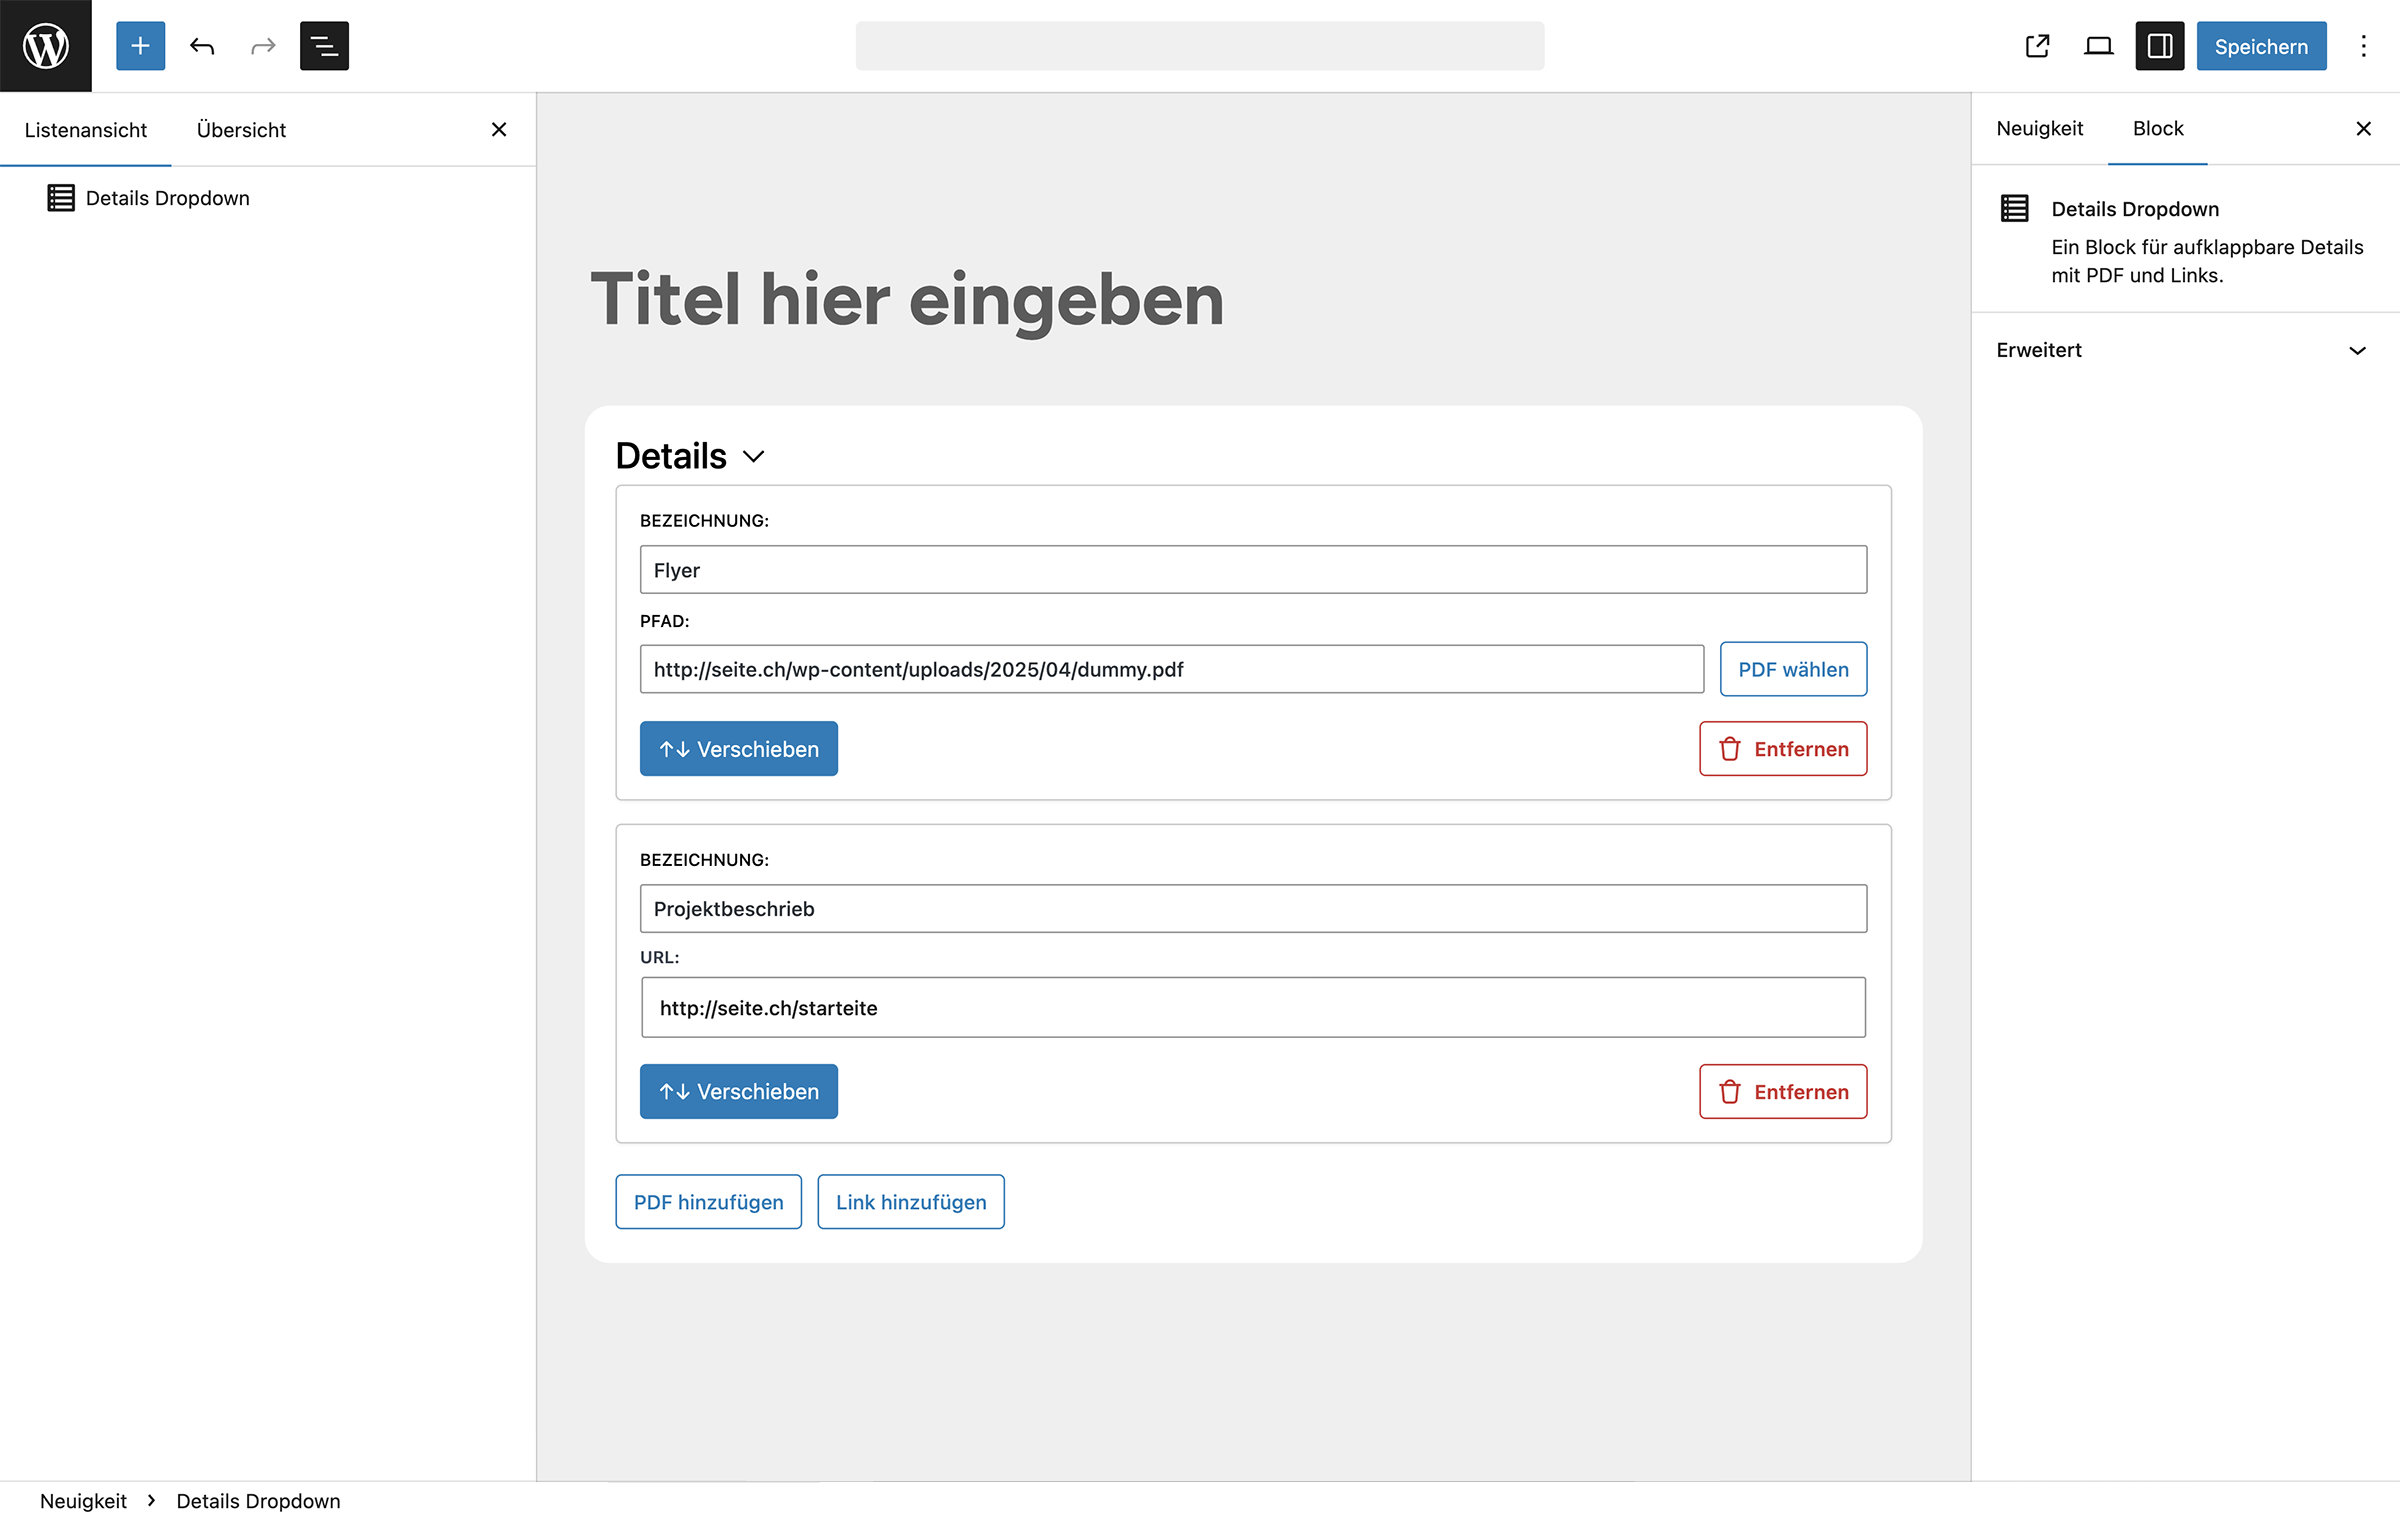 Speichern
Listenansicht Übersicht
Neuigkeit Block
Details Dropdown
Details Dropdown
Ein Block für aufklappbare Details
mit PDF und Links.
Erweitert
Titel hier eingeben
Details
BEZEICHNUNG:
Flyer
PFAD:
http://seite.ch/wp-content/uploads/2025/04/dummy.pdf
PDF wählen
↑↓ Verschieben
Entfernen
BEZEICHNUNG:
Projektbeschrieb
URL:
http://seite.ch/starteite
↑↓ Verschieben
Entfernen
PDF hinzufügen
Link hinzufügen
Neuigkeit > Details Dropdown